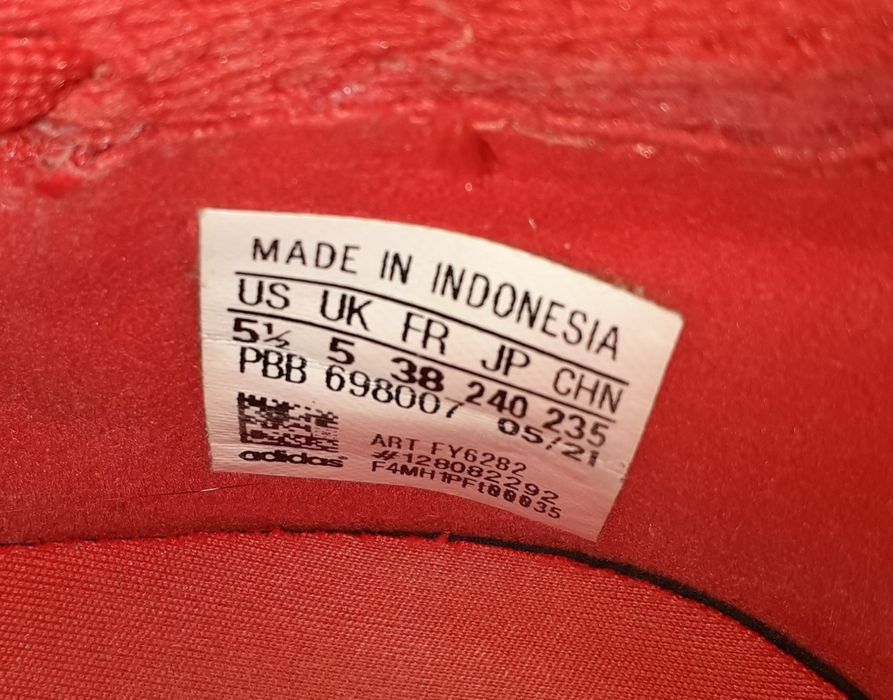 MADE IN INDONESIA
US UK FR JP CHN
5½ 5 38 240 235
PBB 698007 05/21
ART FY6282
#128082292
adidas F4MH1PFt00035